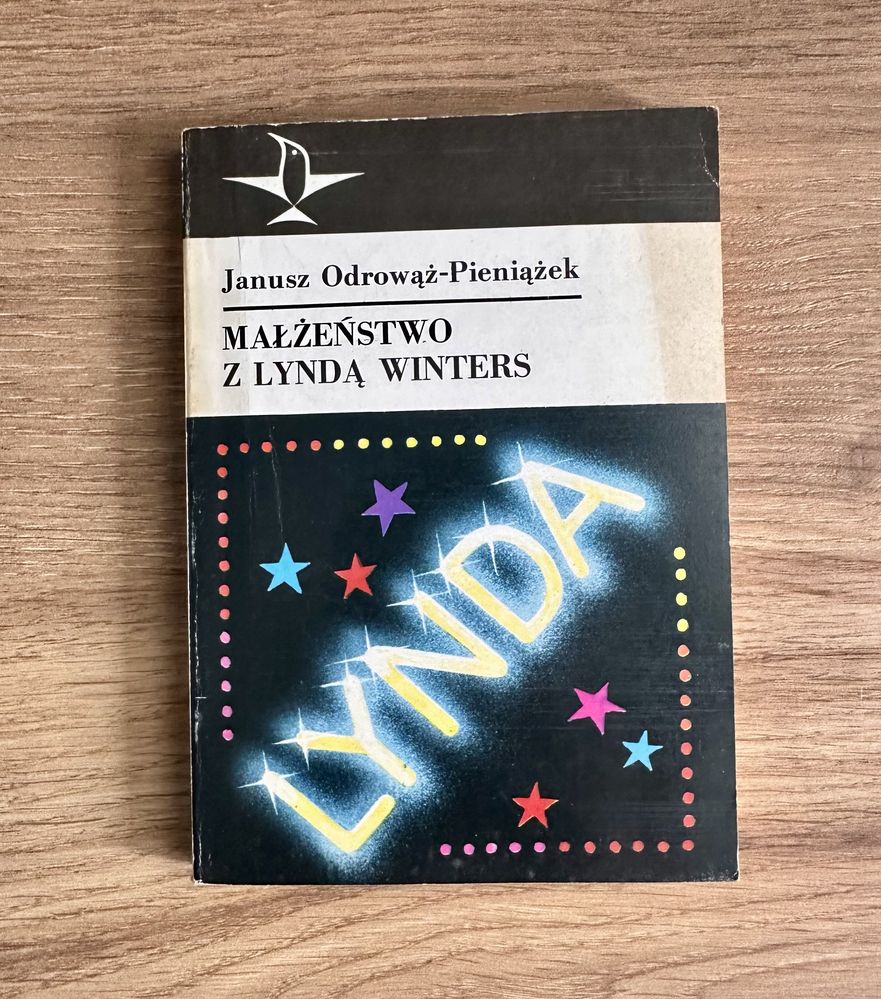 Janusz Odrowąż-Pieniążek
MAŁŻEŃSTWO
Z LYNDĄ WINTERS
LYNDA